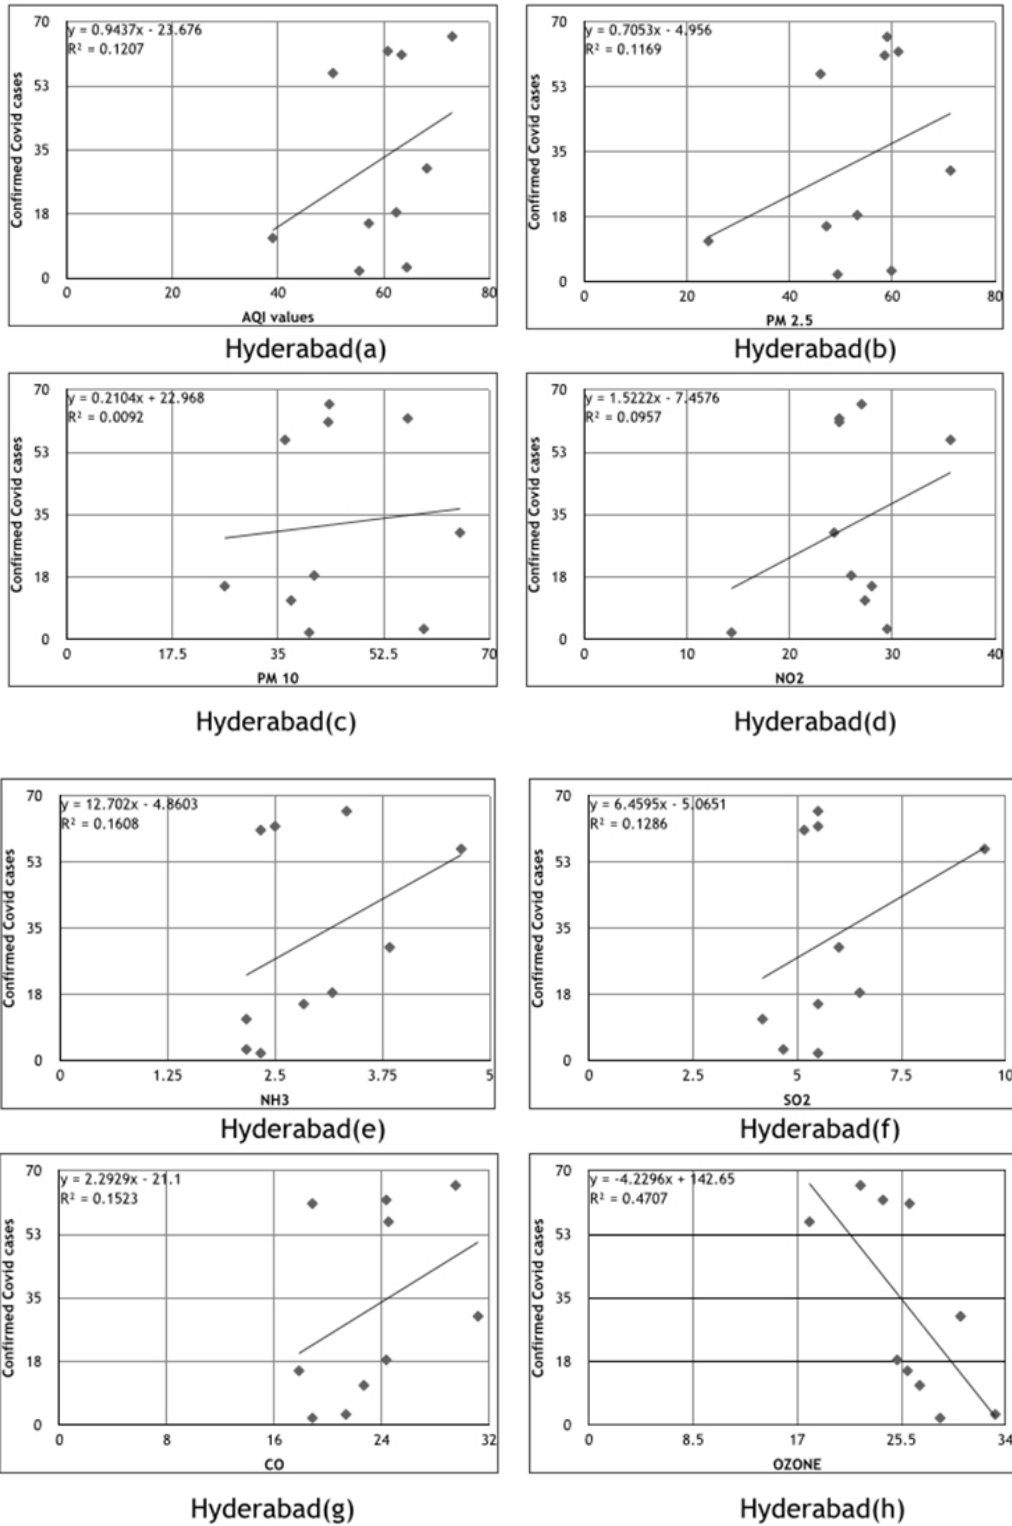 y = 0.9437x - 23.676
R² = 0.1207
Confirmed Covid cases
70
53
35
18
0
0 20 40 60 80
AQI values
Hyderabad(a)
y = 0.7053x - 4.956
R² = 0.1169
Confirmed Covid cases
70
53
35
18
0
0 20 40 60 80
PM 2.5
Hyderabad(b)
y = 0.2104x + 22.968
R² = 0.0092
Confirmed Covid cases
70
53
35
18
0
0 17.5 35 52.5 70
PM 10
Hyderabad(c)
y = 1.5222x - 7.4576
R² = 0.0957
Confirmed Covid cases
70
53
35
18
0
0 10 20 30 40
NO2
Hyderabad(d)
y = 12.702x - 4.8603
R² = 0.1608
Confirmed Covid cases
70
53
35
18
0
0 1.25 2.5 3.75 5
NH3
Hyderabad(e)
y = 6.4595x - 5.0651
R² = 0.1286
Confirmed Covid cases
70
53
35
18
0
0 2.5 5 7.5 10
SO2
Hyderabad(f)
y = 2.2929x - 21.1
R² = 0.1523
Confirmed Covid cases
70
53
35
18
0
0 8 16 24 32
CO
Hyderabad(g)
y = -4.2296x + 142.65
R² = 0.4707
Confirmed Covid cases
70
53
35
18
0
0 8.5 17 25.5 34
OZONE
Hyderabad(h)